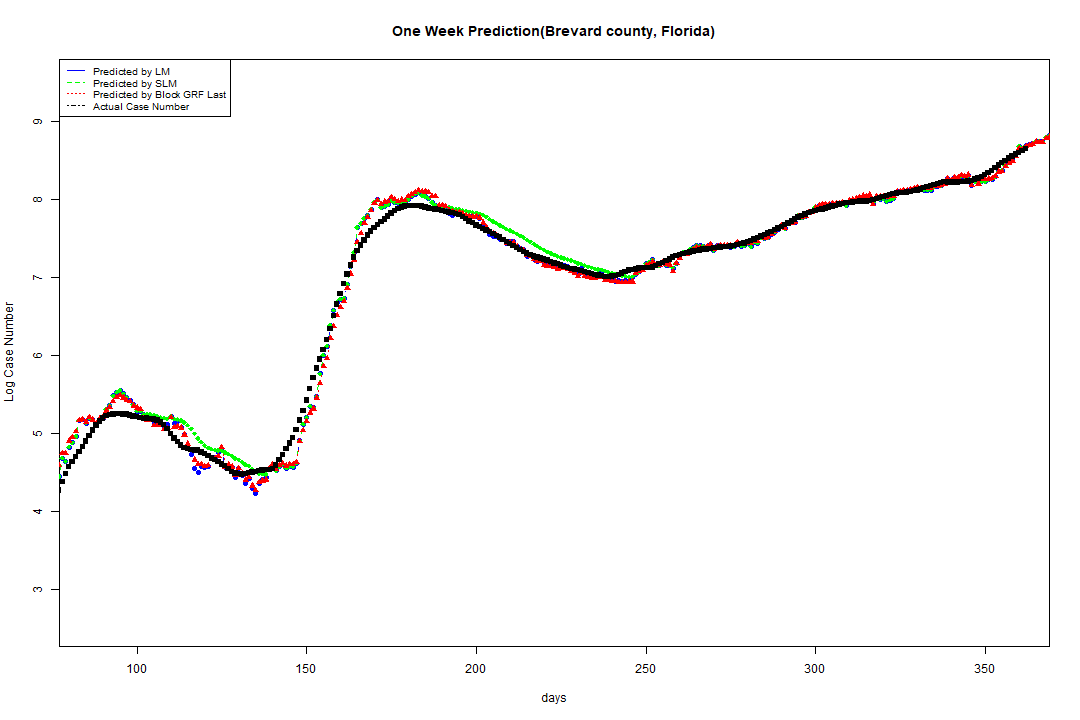 One Week Prediction(Brevard county, Florida)
Predicted by LM
Predicted by SLM
Predicted by Block GRF Last
Actual Case Number
9
8
7
6
5
4
3
Log Case Number
100 150 200 250 300 350
days